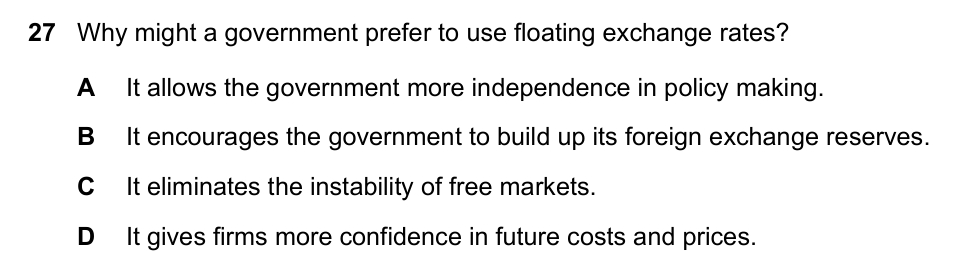 27 Why might a government prefer to use floating exchange rates?
A It allows the government more independence in policy making.
B It encourages the government to build up its foreign exchange reserves.
C It eliminates the instability of free markets.
D It gives firms more confidence in future costs and prices.